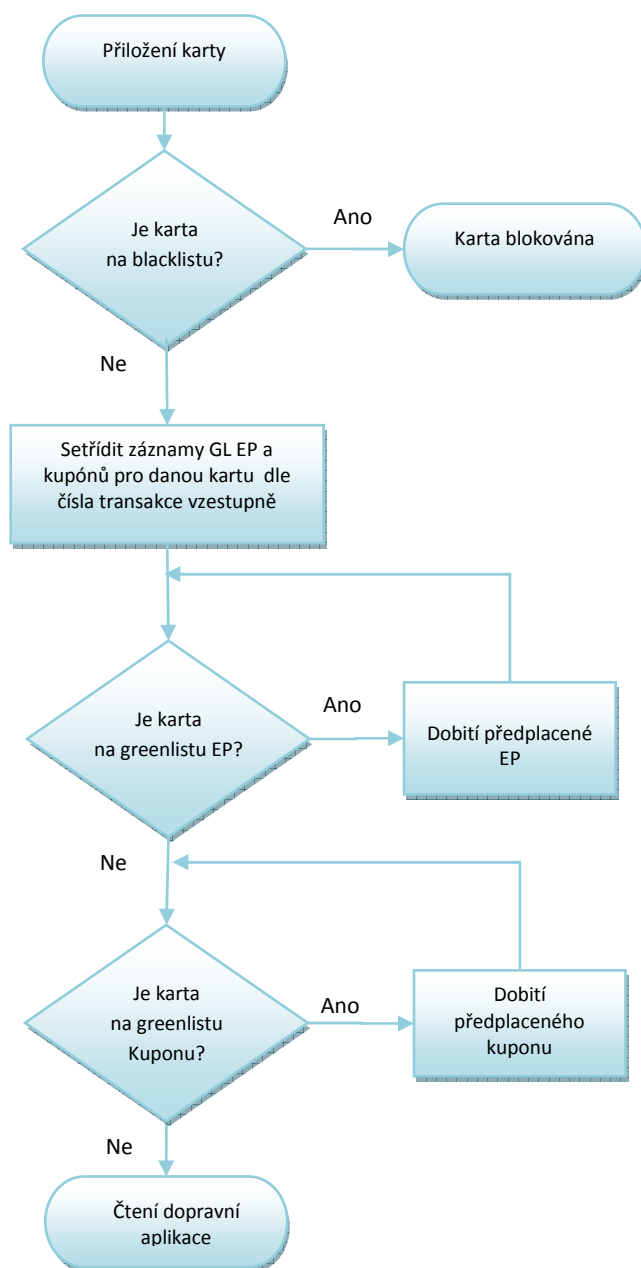 Přiložení karty
Je karta
na blacklistu?
Ano
Karta blokována
Ne
Setřídit záznamy GL EP a
kupónů pro danou kartu dle
čísla transakce vzestupně
Je karta
na greenlistu EP?
Ano
Dobití předplacené
EP
Ne
Je karta
na greenlistu
Kuponu?
Ano
Dobití
předplaceného
kuponu
Ne
Čtení dopravní
aplikace